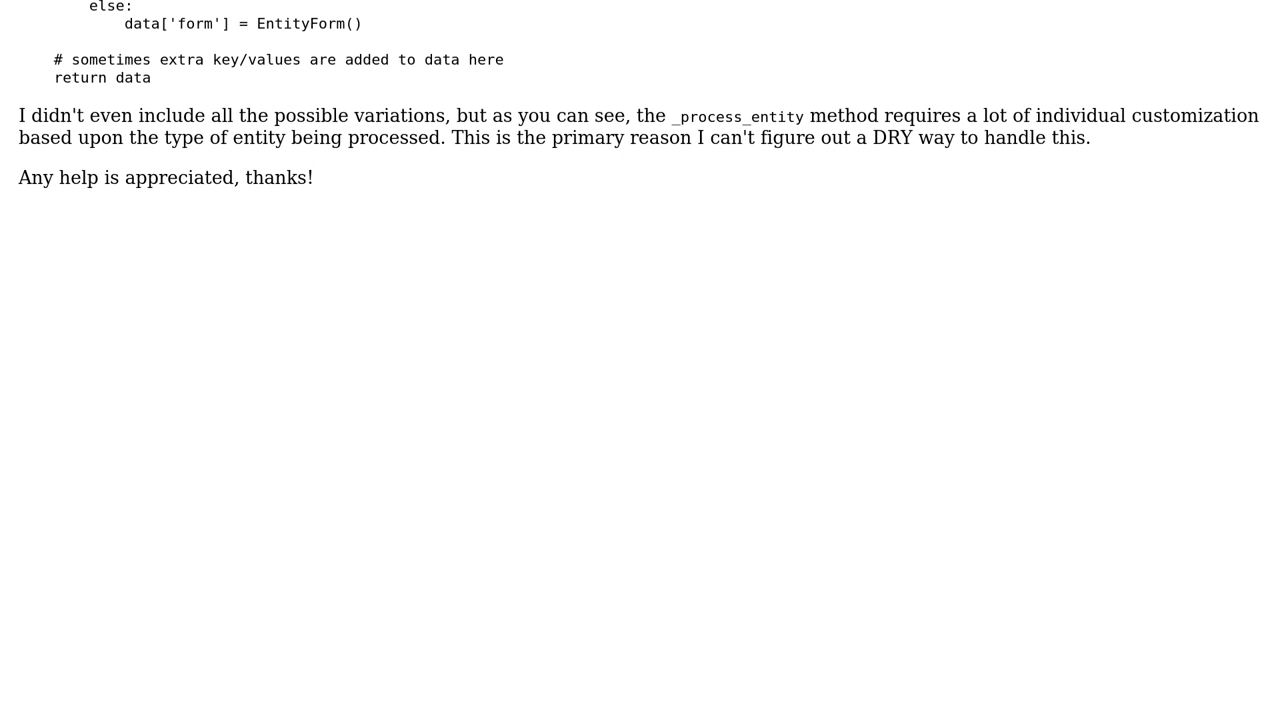 else:
data['form'] = EntityForm()
# sometimes extra key/values are added to data here
return data
I didn't even include all the possible variations, but as you can see, the _process_entity method requires a lot of individual customization
based upon the type of entity being processed. This is the primary reason I can't figure out a DRY way to handle this.
Any help is appreciated, thanks!